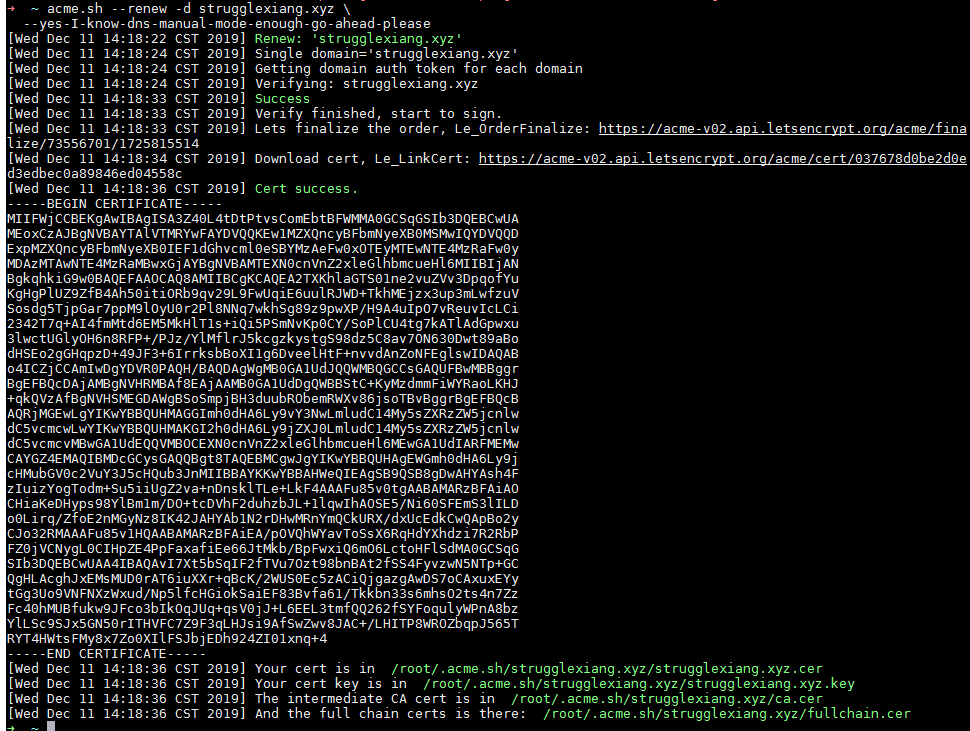 → ~ acme.sh --renew -d strugglexiang.xyz \
--yes-I-know-dns-manual-mode-enough-go-ahead-please
[Wed Dec 11 14:18:22 CST 2019] Renew: 'strugglexiang.xyz'
[Wed Dec 11 14:18:24 CST 2019] Single domain='strugglexiang.xyz'
[Wed Dec 11 14:18:24 CST 2019] Getting domain auth token for each domain
[Wed Dec 11 14:18:24 CST 2019] Verifying: strugglexiang.xyz
[Wed Dec 11 14:18:33 CST 2019] Success
[Wed Dec 11 14:18:33 CST 2019] Verify finished, start to sign.
[Wed Dec 11 14:18:33 CST 2019] Lets finalize the order, Le_OrderFinalize: https://acme-v02.api.letsencrypt.org/acme/fina
lize/73556701/1725815514
[Wed Dec 11 14:18:34 CST 2019] Download cert, Le_LinkCert: https://acme-v02.api.letsencrypt.org/acme/cert/037678d0be2d0e
d3edbec0a89846ed04558c
[Wed Dec 11 14:18:36 CST 2019] Cert success.
-----BEGIN CERTIFICATE-----
MIIFWjCCBEKgAwIBAgISA3Z40L4tDtPtvsComEbtBFWMMA0GCSqGSIb3DQEBCwUA
MEoxCzAJBgNVBAYTAlVTMRYwFAYDVQQKEw1MZXQncyBFbmNyeXB0MSMwIQYDVQQD
ExpMZXQncyBFbmNyeXB0IEF1dGhvcml0eSBYMzAeFw0xOTEyMTEwNTE4MzRaFw0y
MDAzMTAwNTE4MzRaMBwxGjAYBgNVBAMTEXN0cnVnZ2xleGlhbmcueHl6MIIBIjAN
BgkqhkiG9w0BAQEFAAOCAQ8AMIIBCgKCAQEA2TXKhlaGTS01ne2vuZVv3DpqofYu
KgHgPlUZ9ZfB4Ah50itiORb9qv29L9FwUqiE6uulRJWD+TkhMEjzx3up3mLwfzuV
Sosdg5TjpGar7ppM9lOyU0r2Pl8NNq7wkhSg89z9pwXP/H9A4uIpO7vReuvIcLCi
2342T7q+AI4fmMtd6EM5MkHlT1s+iQi5PSmNvKp0CY/SoPlCU4tg7kATlAdGpwxu
3lwctUGlyOH6n8RFP+/PJz/YlMflrJ5kcgzkystgS98dz5C8av7ON630Dwt89aBo
dHSEo2gGHqpzD+49JF3+6IrrksbBoXI1g6DveelHtF+nvvdAnZoNFEglswIDAQAB
o4ICZjCCAmIwDgYDVR0PAQH/BAQDAgWgMB0GA1UdJQQWMBQGCCsGAQUFBwMBBggr
BgEFBQcDAjAMBgNVHRMBAf8EAjAAMB0GA1UdDgQWBBStC+KyMzdmmFiWYRaoLKHJ
+qkQVzAfBgNVHSMEGDAWgBSoSmpjBH3duubRObemRWXv86jsoTBvBggrBgEFBQcB
AQRjMGEwLgYIKwYBBQUHMAGGImh0dHA6Ly9vY3NwLmludC14My5sZXRzZW5jcnlw
dC5vcmcwLwYIKwYBBQUHMAKGI2h0dHA6Ly9jZXJ0LmludC14My5sZXRzZW5jcnlw
dC5vcmcvMBwGA1UdEQQVMBOCEXN0cnVnZ2xleGlhbmcueHl6MEwGA1UdIARFMEMw
CAYGZ4EMAQIBMDcGCysGAQQBgt8TAQEBMCgwJgYIKwYBBQUHAgEWGmh0dHA6Ly9j
cHMubGV0c2VuY3J5cHQub3JnMIIBBAYKKwYBBAHWeQIEAgSB9QSB8gDwAHYAsh4F
zIuizYogTodm+Su5iiUgZ2va+nDnsklTLe+LkF4AAAFu85v0tgAABAMARzBFAiAO
CHiaKeDHyps98YlBm1m/DO+tcDVhF2duhzbJL+1lqwIhAOSE5/Ni60SFEmS3lILD
o0Lirq/ZfoE2nMGyNz8IK42JAHYAb1N2rDHwMRnYmQCkURX/dxUcEdkCwQApBo2y
CJo32RMAAAFu85v1HQAABAMARzBFAiEA/pOVQhWYavToSsX6RqHdYXhdzi7R2RbP
FZ0jVCNygL0CIHpZE4PpFaxafiEe66JtMkb/BpFwxiQ6mO6LctoHFlSdMA0GCSqG
SIb3DQEBCwUAA4IBAQAvI7Xt5bSqIF2fTVu7Ozt98bnBAt2fSS4FyvzwN5NTp+GC
QgHLAcghJxEMsMUD0rAT6iuXXr+qBcK/2WUS0Ec5zACiQjgazgAwDS7oCAxuxEYy
tGg3Uo9VNFNXzWxud/Np5lfcHGiokSaiEF83Bvfa61/Tkkbn33s6mhsO2ts4n7Zz
Fc40hMUBfukw9JFco3bIkOqJUq+qsV0jJ+L6EEL3tmfQQ262fSYFoqulyWPnA8bz
YlLSc9SJx5GN50rITHVFC7Z9F3qLHJsi9AfSwZwv8JAC+/LHITP8WROZbqpJ565T
RYT4HWtsFMy8x7Zo0XIlFSJbjEDh924ZI01xnq+4
-----END CERTIFICATE-----
[Wed Dec 11 14:18:36 CST 2019] Your cert is in /root/.acme.sh/strugglexiang.xyz/strugglexiang.xyz.cer
[Wed Dec 11 14:18:36 CST 2019] Your cert key is in /root/.acme.sh/strugglexiang.xyz/strugglexiang.xyz.key
[Wed Dec 11 14:18:36 CST 2019] The intermediate CA cert is in /root/.acme.sh/strugglexiang.xyz/ca.cer
[Wed Dec 11 14:18:36 CST 2019] And the full chain certs is there: /root/.acme.sh/strugglexiang.xyz/fullchain.cer
→ ~